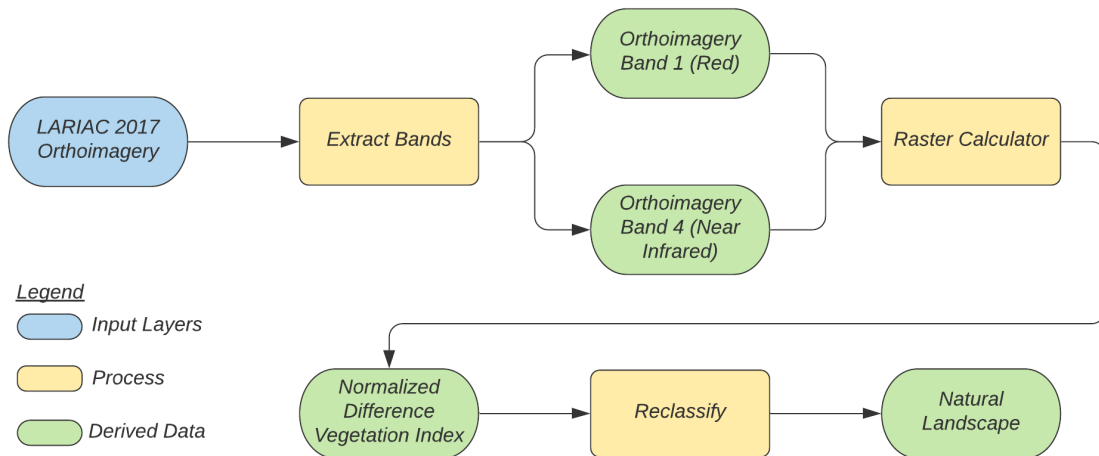 LARIAC 2017
Orthoimagery
Extract Bands
Orthoimagery
Band 1 (Red)
Orthoimagery
Band 4 (Near
Infrared)
Raster Calculator
Normalized
Difference
Vegetation Index
Reclassify
Natural
Landscape
Legend
Input Layers
Process
Derived Data